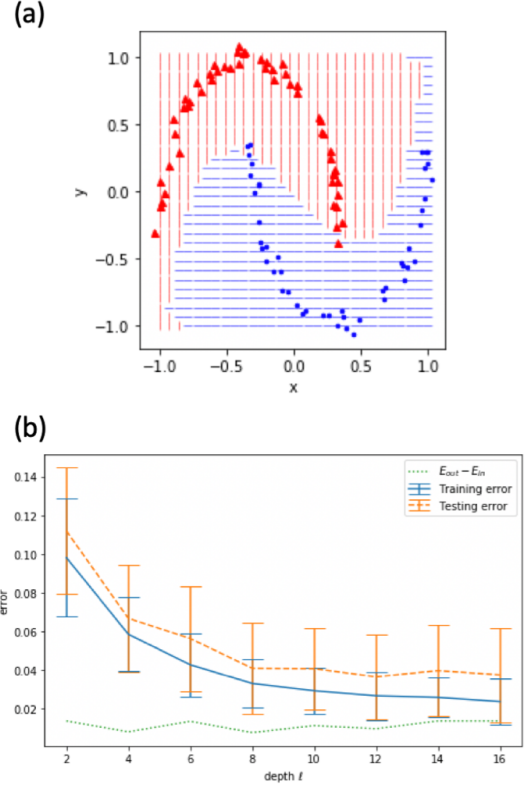 (a)
1.0
0.5
0.0
−0.5
−1.0
y
−1.0 −0.5 0.0 0.5 1.0
x
(b)
0.14
0.12
0.10
0.08
0.06
0.04
0.02
error
E_out − E_in
Training error
Testing error
2 4 6 8 10 12 14 16
depth ℓ